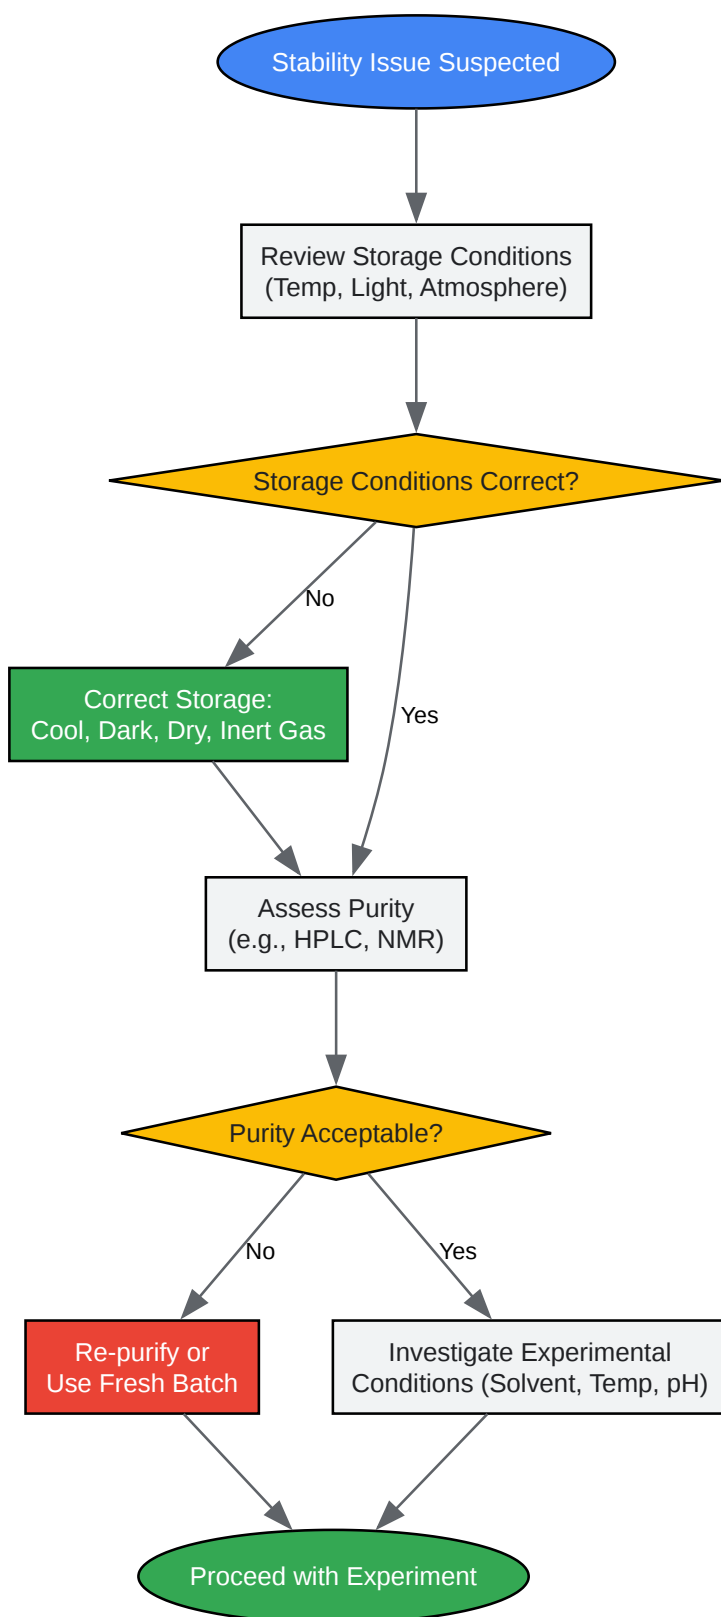 Stability Issue Suspected
Review Storage Conditions
(Temp, Light, Atmosphere)
Storage Conditions Correct?
No
Correct Storage:
Cool, Dark, Dry, Inert Gas
Yes
Assess Purity
(e.g., HPLC, NMR)
Purity Acceptable?
No
Yes
Re-purify or
Use Fresh Batch
Investigate Experimental
Conditions (Solvent, Temp, pH)
Proceed with Experiment